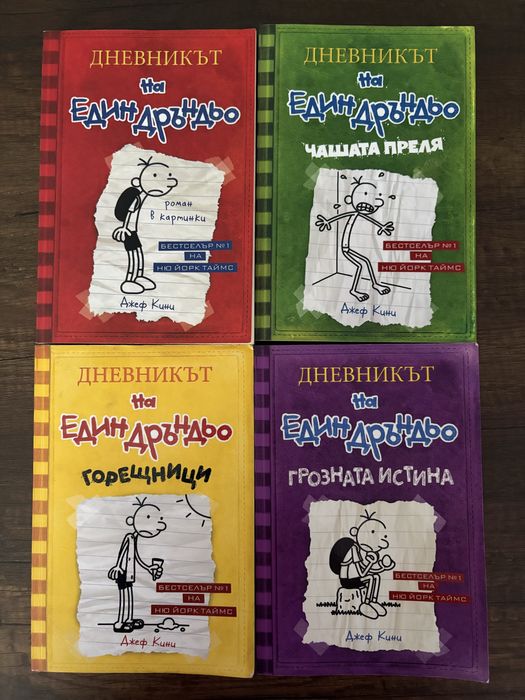 ДНЕВНИКЪТ
на
ЕДИН ДРЪНДЬО
роман
в картинки
БЕСТСЕЛЪР №1
НА
НЮ ЙОРК ТАЙМС
Джеф Кини
ДНЕВНИКЪТ
на
ЕДИН ДРЪНДЬО
ЧАШАТА ПРЕЛЯ
БЕСТСЕЛЪР №1
НА
НЮ ЙОРК ТАЙМС
Джеф Кини
ДНЕВНИКЪТ
на
ЕДИН ДРЪНДЬО
ГОРЕЩНИЦИ
БЕСТСЕЛЪР №1
НА
НЮ ЙОРК ТАЙМС
Джеф Кини
ДНЕВНИКЪТ
на
ЕДИН ДРЪНДЬО
ГРОЗНАТА ИСТИНА
БЕСТСЕЛЪР №1
НА
НЮ ЙОРК ТАЙМС
Джеф Кини